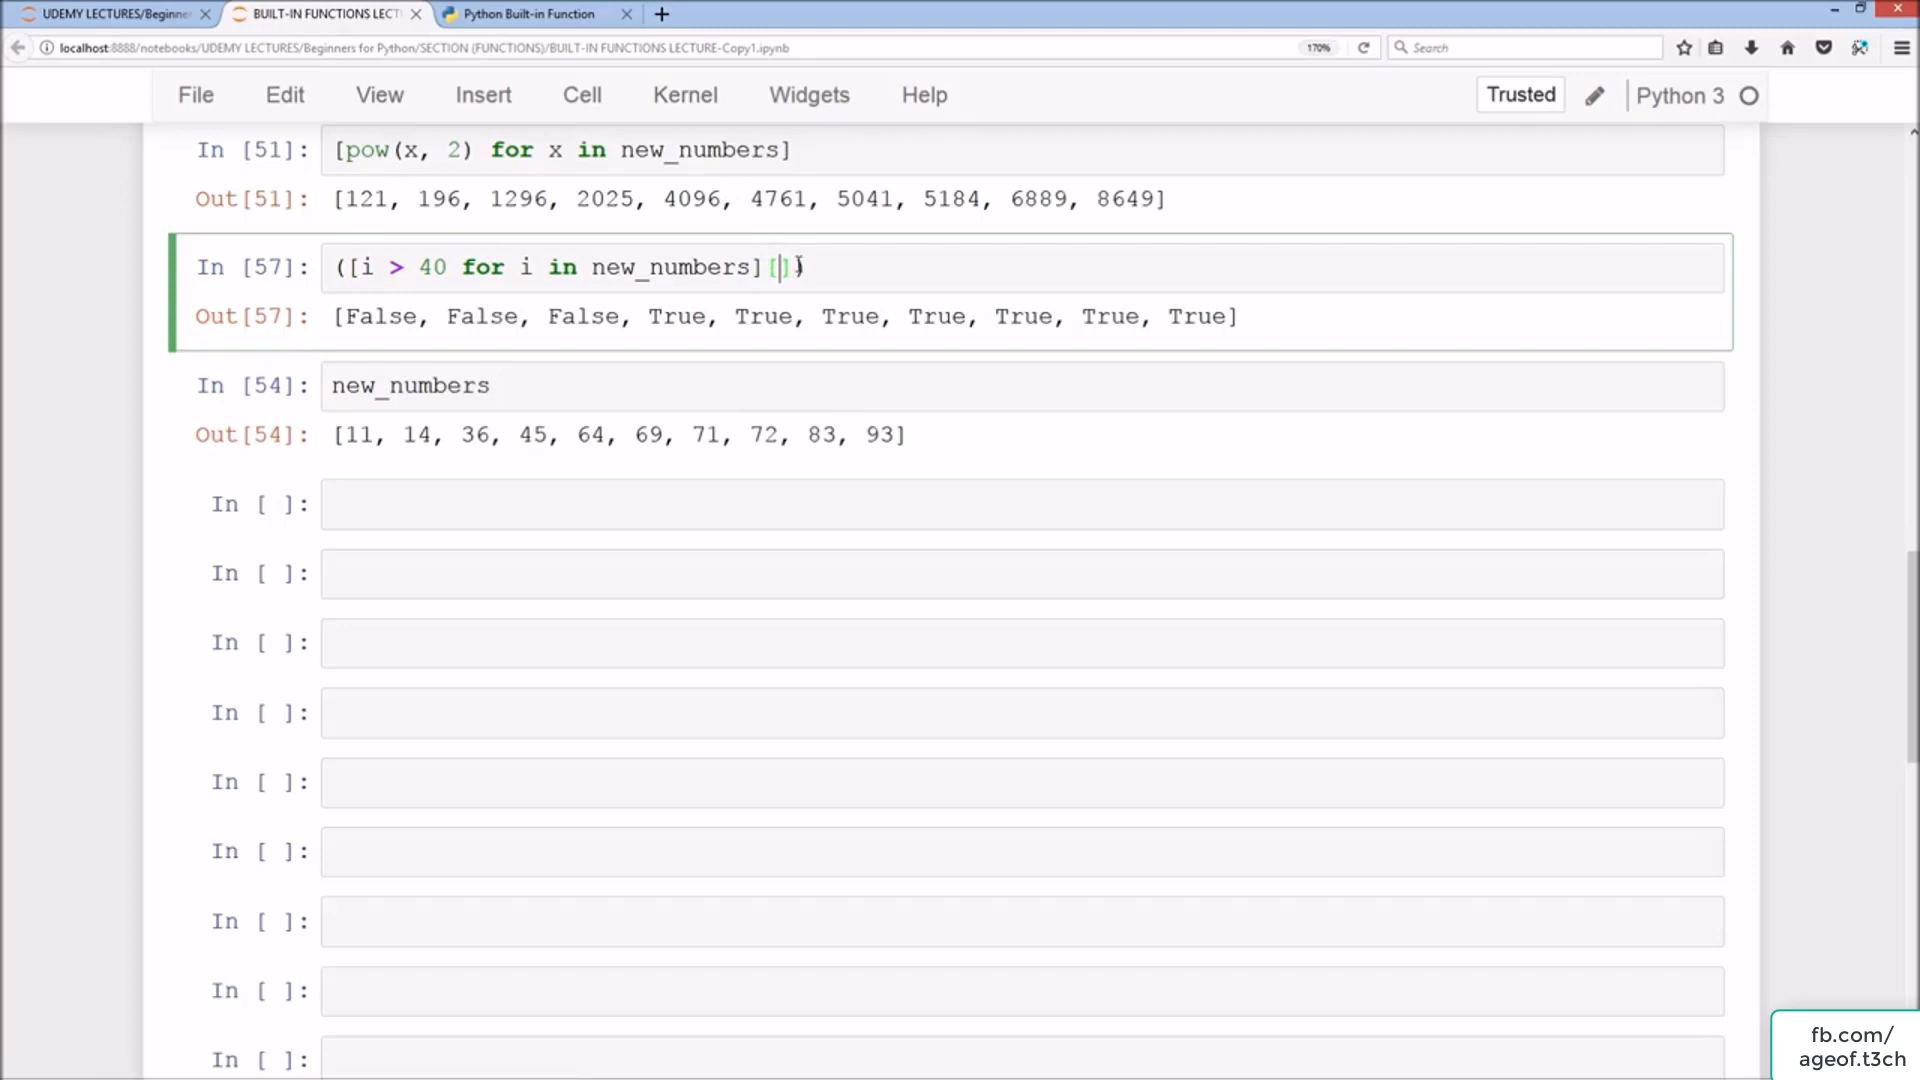 UDEMY LECTURES/Beginne
BUILT-IN FUNCTIONS LECT
Python Built-in Function
localhost:8888/notebooks/UDEMY LECTURES/Beginners for Python/SECTION (FUNCTIONS)/BUILT-IN FUNCTIONS LECTURE-Copy1.ipynb
170%
Search
File Edit View Insert Cell Kernel Widgets Help
Trusted
Python 3
In [51]: [pow(x, 2) for x in new_numbers]
Out[51]: [121, 196, 1296, 2025, 4096, 4761, 5041, 5184, 6889, 8649]
In [57]: ([i > 40 for i in new_numbers][])
Out[57]: [False, False, False, True, True, True, True, True, True, True]
In [54]: new_numbers
Out[54]: [11, 14, 36, 45, 64, 69, 71, 72, 83, 93]
In [ ]:
In [ ]:
In [ ]:
In [ ]:
In [ ]:
In [ ]:
In [ ]:
In [ ]:
In [ ]:
fb.com/
ageof.t3ch